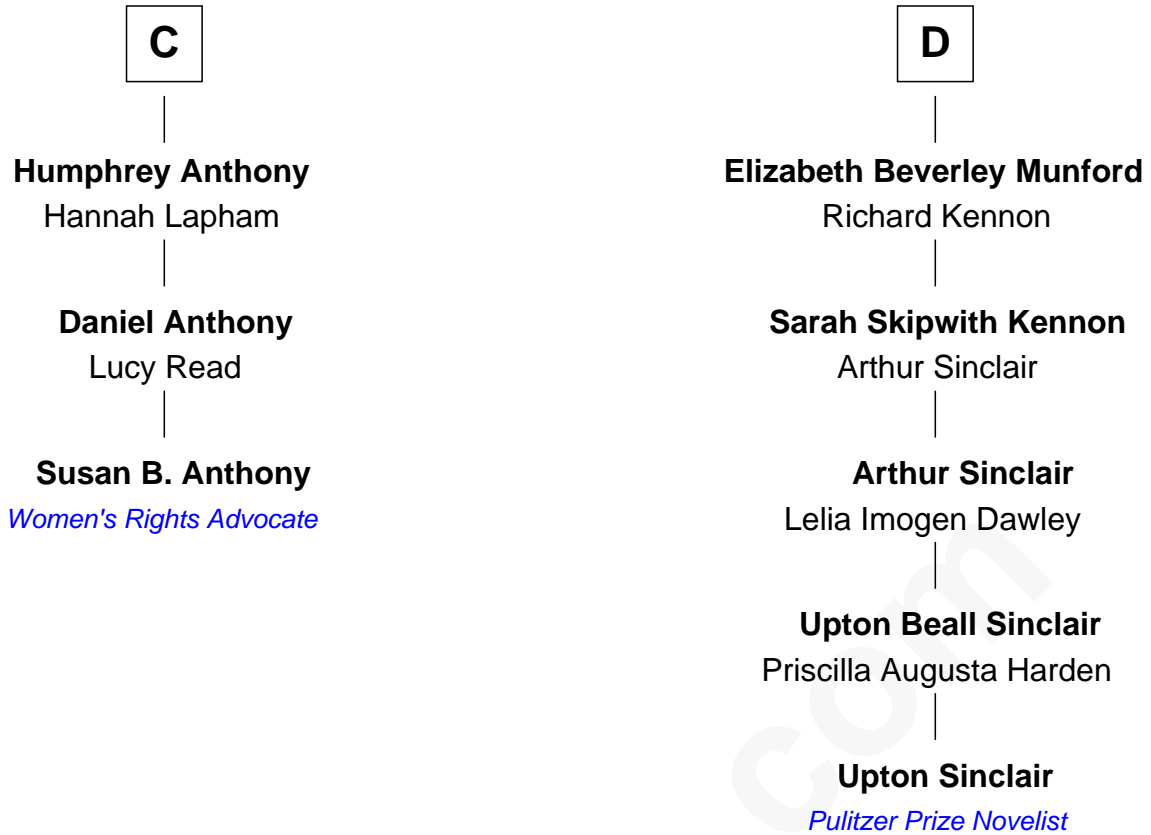 C
Humphrey Anthony
Hannah Lapham
Daniel Anthony
Lucy Read
Susan B. Anthony
Women's Rights Advocate
D
Elizabeth Beverley Munford
Richard Kennon
Sarah Skipwith Kennon
Arthur Sinclair
Arthur Sinclair
Lelia Imogen Dawley
Upton Beall Sinclair
Priscilla Augusta Harden
Upton Sinclair
Pulitzer Prize Novelist
com